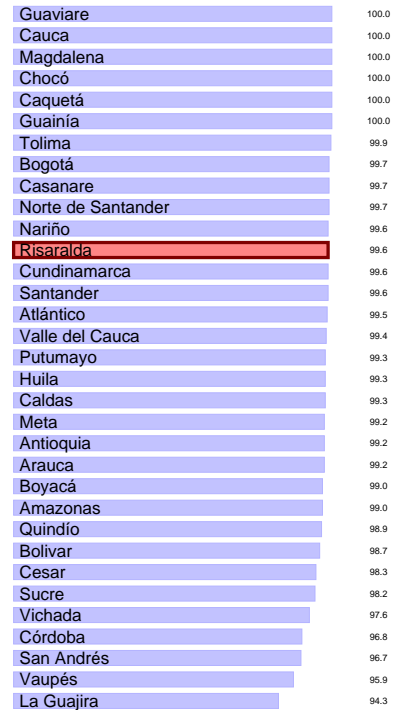 Guaviare 100.0
Cauca 100.0
Magdalena 100.0
Chocó 100.0
Caquetá 100.0
Guainía 100.0
Tolima 99.9
Bogotá 99.7
Casanare 99.7
Norte de Santander 99.7
Nariño 99.6
Risaralda 99.6
Cundinamarca 99.6
Santander 99.6
Atlántico 99.5
Valle del Cauca 99.4
Putumayo 99.3
Huila 99.3
Caldas 99.3
Meta 99.2
Antioquia 99.2
Arauca 99.2
Boyacá 99.0
Amazonas 99.0
Quindío 98.9
Bolivar 98.7
Cesar 98.3
Sucre 98.2
Vichada 97.6
Córdoba 96.8
San Andrés 96.7
Vaupés 95.9
La Guajira 94.3